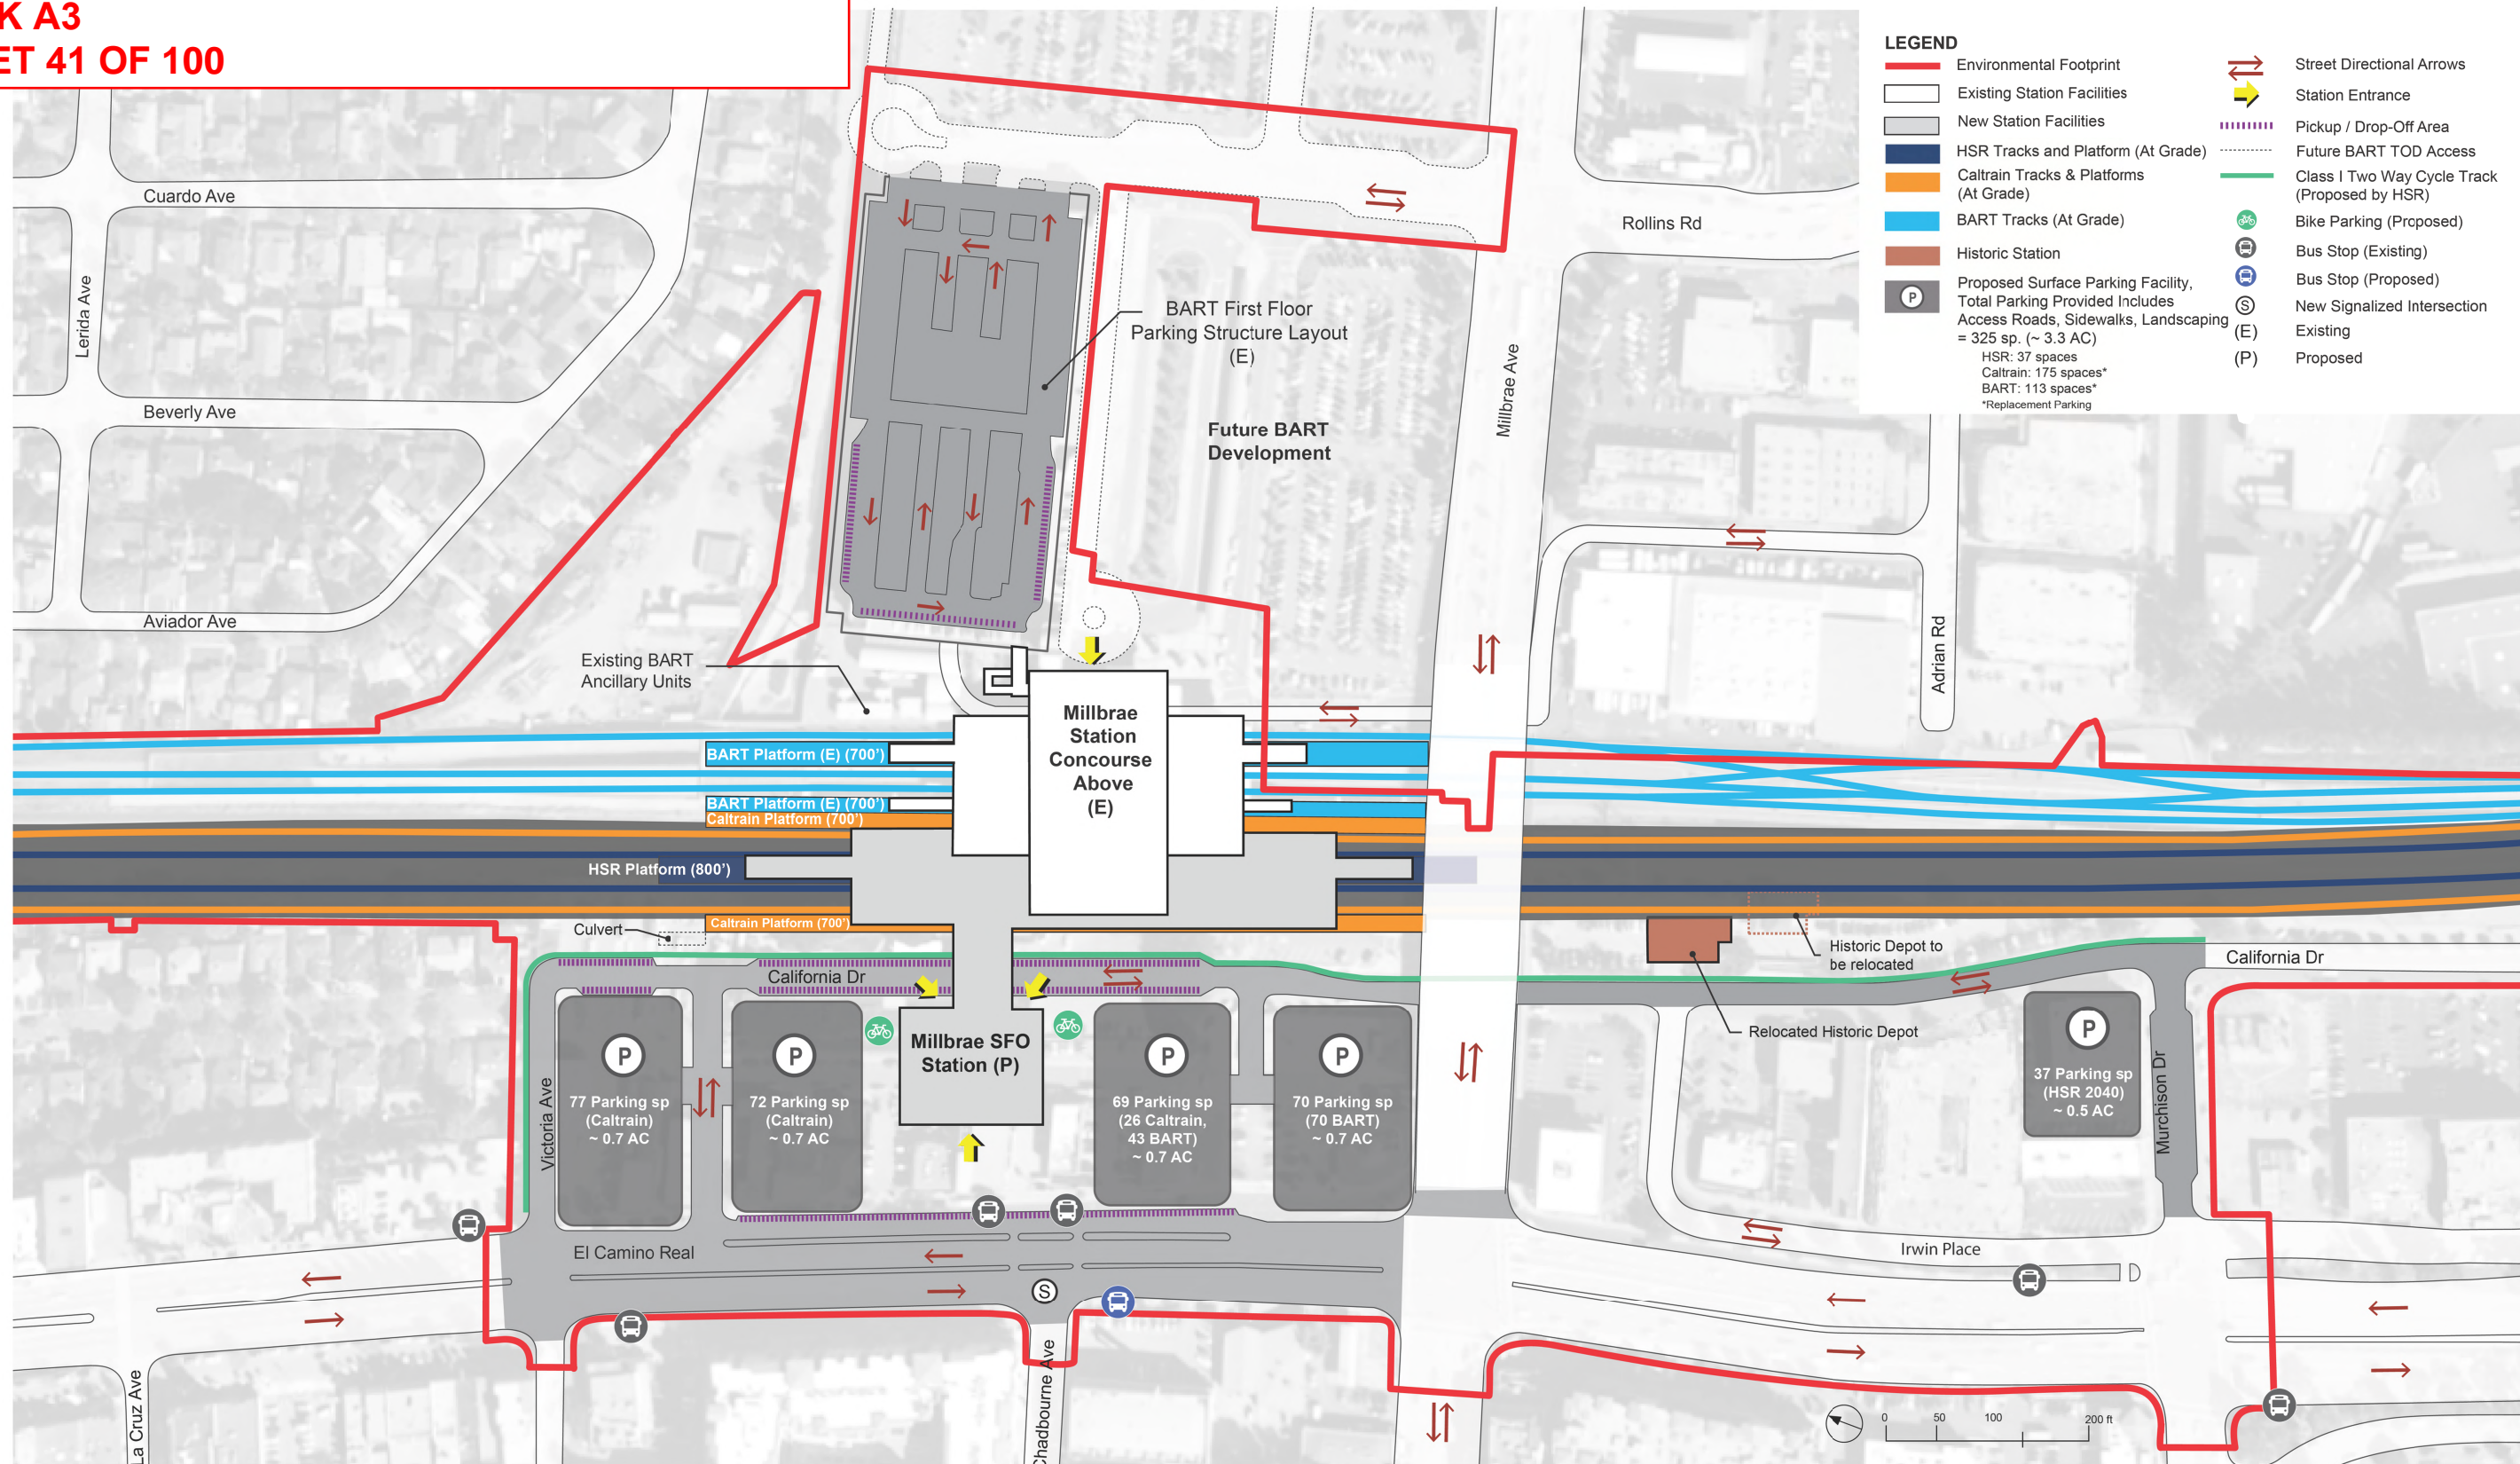 K A3
ET 41 OF 100
LEGEND
Environmental Footprint
Existing Station Facilities
New Station Facilities
HSR Tracks and Platform (At Grade)
Caltrain Tracks & Platforms
(At Grade)
BART Tracks (At Grade)
Historic Station
P
Proposed Surface Parking Facility,
Total Parking Provided Includes
Access Roads, Sidewalks, Landscaping
= 325 sp. (~ 3.3 AC)
HSR: 37 spaces
Caltrain: 175 spaces*
BART: 113 spaces*
*Replacement Parking
Street Directional Arrows
Station Entrance
Pickup / Drop-Off Area
Future BART TOD Access
Class I Two Way Cycle Track
(Proposed by HSR)
Bike Parking (Proposed)
Bus Stop (Existing)
Bus Stop (Proposed)
S New Signalized Intersection
(E) Existing
(P) Proposed
Cuardo Ave
Lerida Ave
Beverly Ave
Aviador Ave
Rollins Rd
BART First Floor
Parking Structure Layout
(E)
Future BART
Development
Millbrae Ave
Adrian Rd
Existing BART
Ancillary Units
Millbrae
Station
Concourse
Above
(E)
BART Platform (E) (700')
BART Platform (E) (700')
Caltrain Platform (700')
HSR Platform (800')
Caltrain Platform (700')
Culvert
California Dr
Historic Depot to
be relocated
California Dr
Relocated Historic Depot
Millbrae SFO
Station (P)
Victoria Ave
P
77 Parking sp
(Caltrain)
~ 0.7 AC
P
72 Parking sp
(Caltrain)
~ 0.7 AC
P
69 Parking sp
(26 Caltrain,
43 BART)
~ 0.7 AC
P
70 Parking sp
(70 BART)
~ 0.7 AC
P
37 Parking sp
(HSR 2040)
~ 0.5 AC
Murchison Dr
El Camino Real
Irwin Place
S
La Cruz Ave
Chadbourne Ave
0 50 100 200 ft